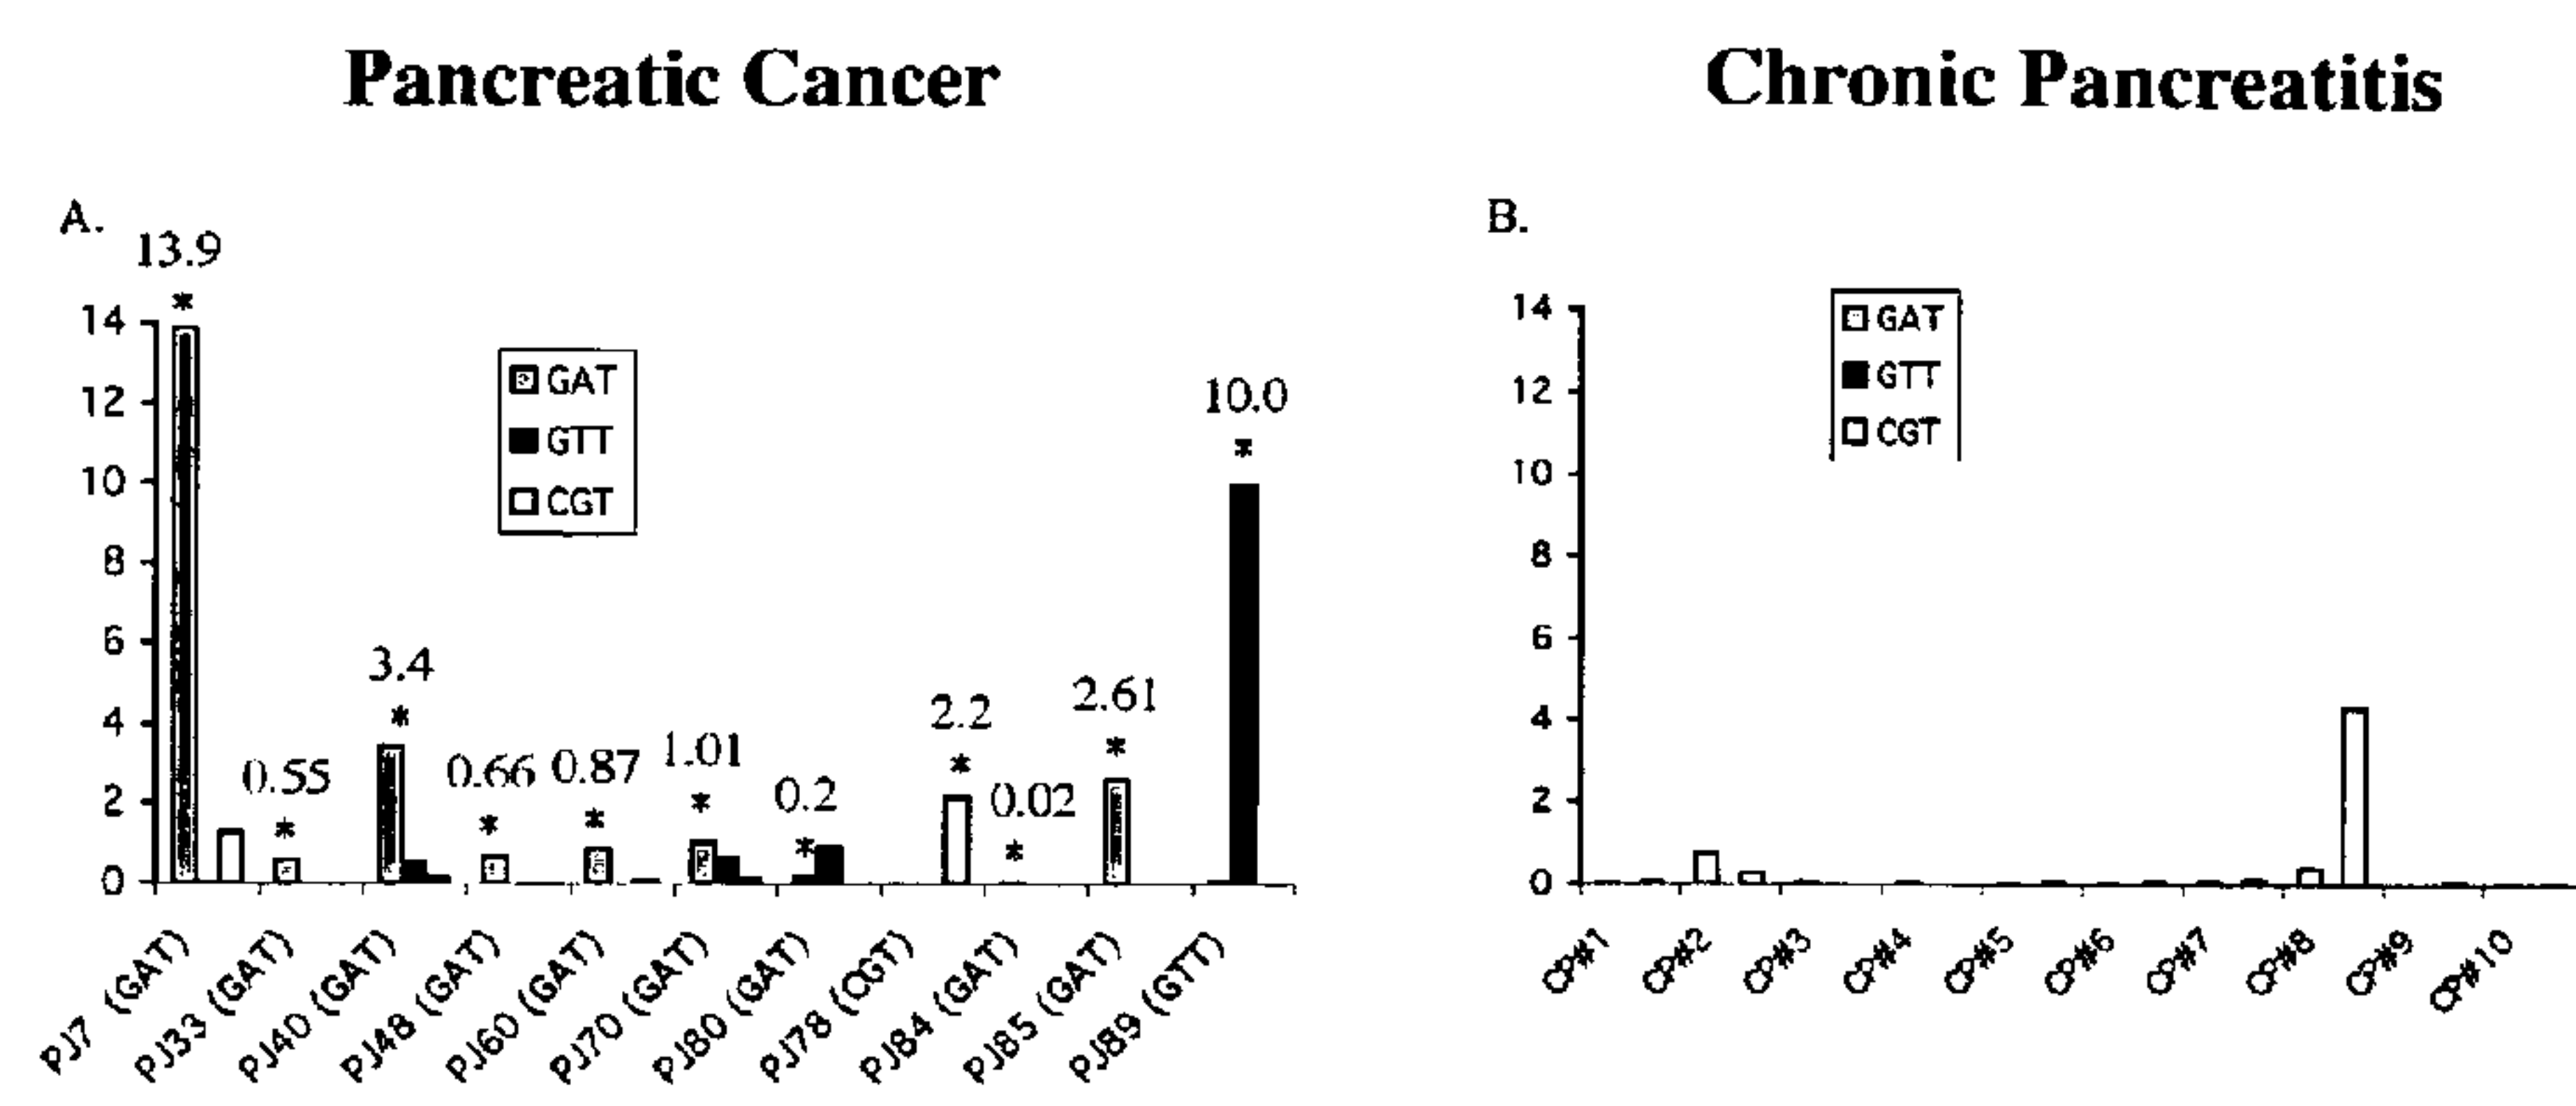 Pancreatic Cancer
Chronic Pancreatitis
A.
13.9
*
14
12
10
8
6
4
2
0
GAT
GTT
CGT
0.55
*
3.4
*
0.66
*
0.87
*
1.01
*
0.2
*
2.2
*
0.02
*
2.61
*
10.0
*
PJ7 (GAT)
PJ33 (GAT)
PJ40 (GAT)
PJ48 (GAT)
PJ60 (GAT)
PJ70 (GAT)
PJ80 (GAT)
PJ78 (CGT)
PJ84 (GAT)
PJ85 (GAT)
PJ89 (GTT)
B.
14
12
10
8
6
4
2
0
GAT
GTT
CGT
CP#1
CP#2
CP#3
CP#4
CP#5
CP#6
CP#7
CP#8
CP#9
CP#10